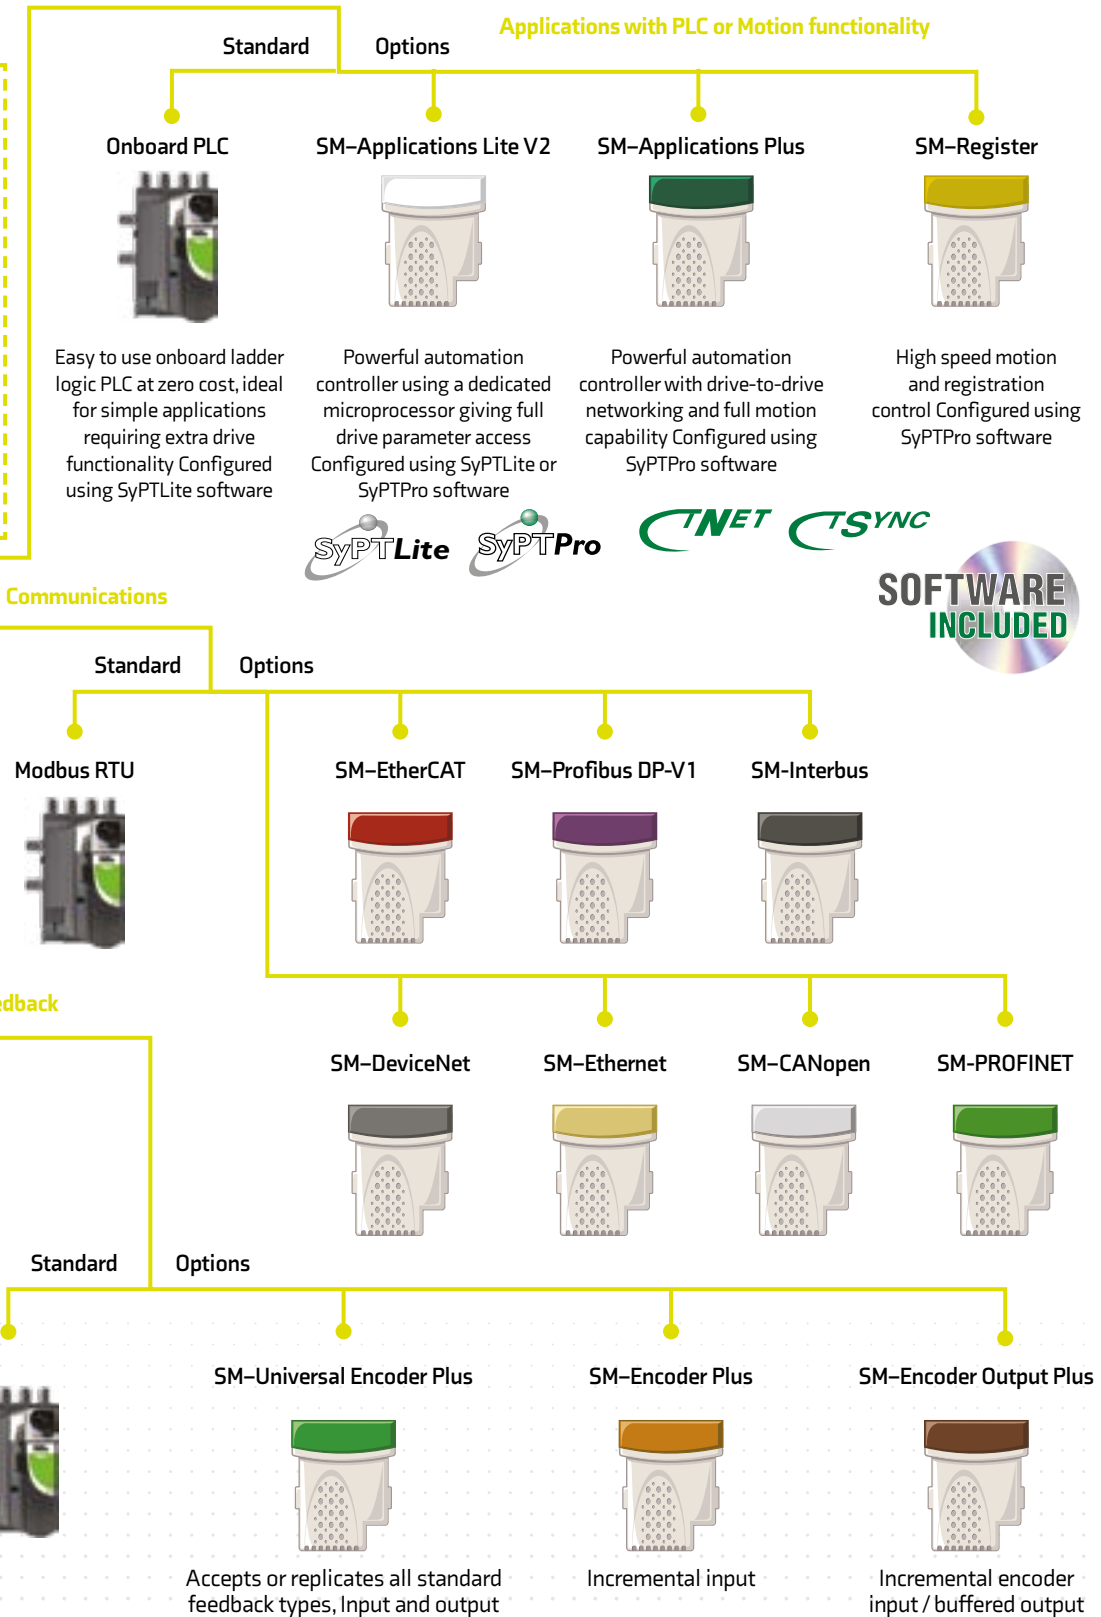 Applications with PLC or Motion functionality
Standard
Options
Onboard PLC
SM–Applications Lite V2
SM–Applications Plus
SM–Register
Easy to use onboard ladder
logic PLC at zero cost, ideal
for simple applications
requiring extra drive
functionality Configured
using SyPTLite software
Powerful automation
controller using a dedicated
microprocessor giving full
drive parameter access
Configured using SyPTLite or
SyPTPro software
Powerful automation
controller with drive-to-drive
networking and full motion
capability Configured using
SyPTPro software
High speed motion
and registration
control Configured using
SyPTPro software
SyPTLite
SyPTPro
CTNET
CTSYNC
SOFTWARE
INCLUDED
Communications
Standard
Options
Modbus RTU
SM–EtherCAT
SM–Profibus DP-V1
SM-Interbus
SM–DeviceNet
SM–Ethernet
SM–CANopen
SM-PROFINET
edback
Standard
Options
SM–Universal Encoder Plus
SM–Encoder Plus
SM–Encoder Output Plus
Accepts or replicates all standard
feedback types, Input and output
Incremental input
Incremental encoder
input / buffered output